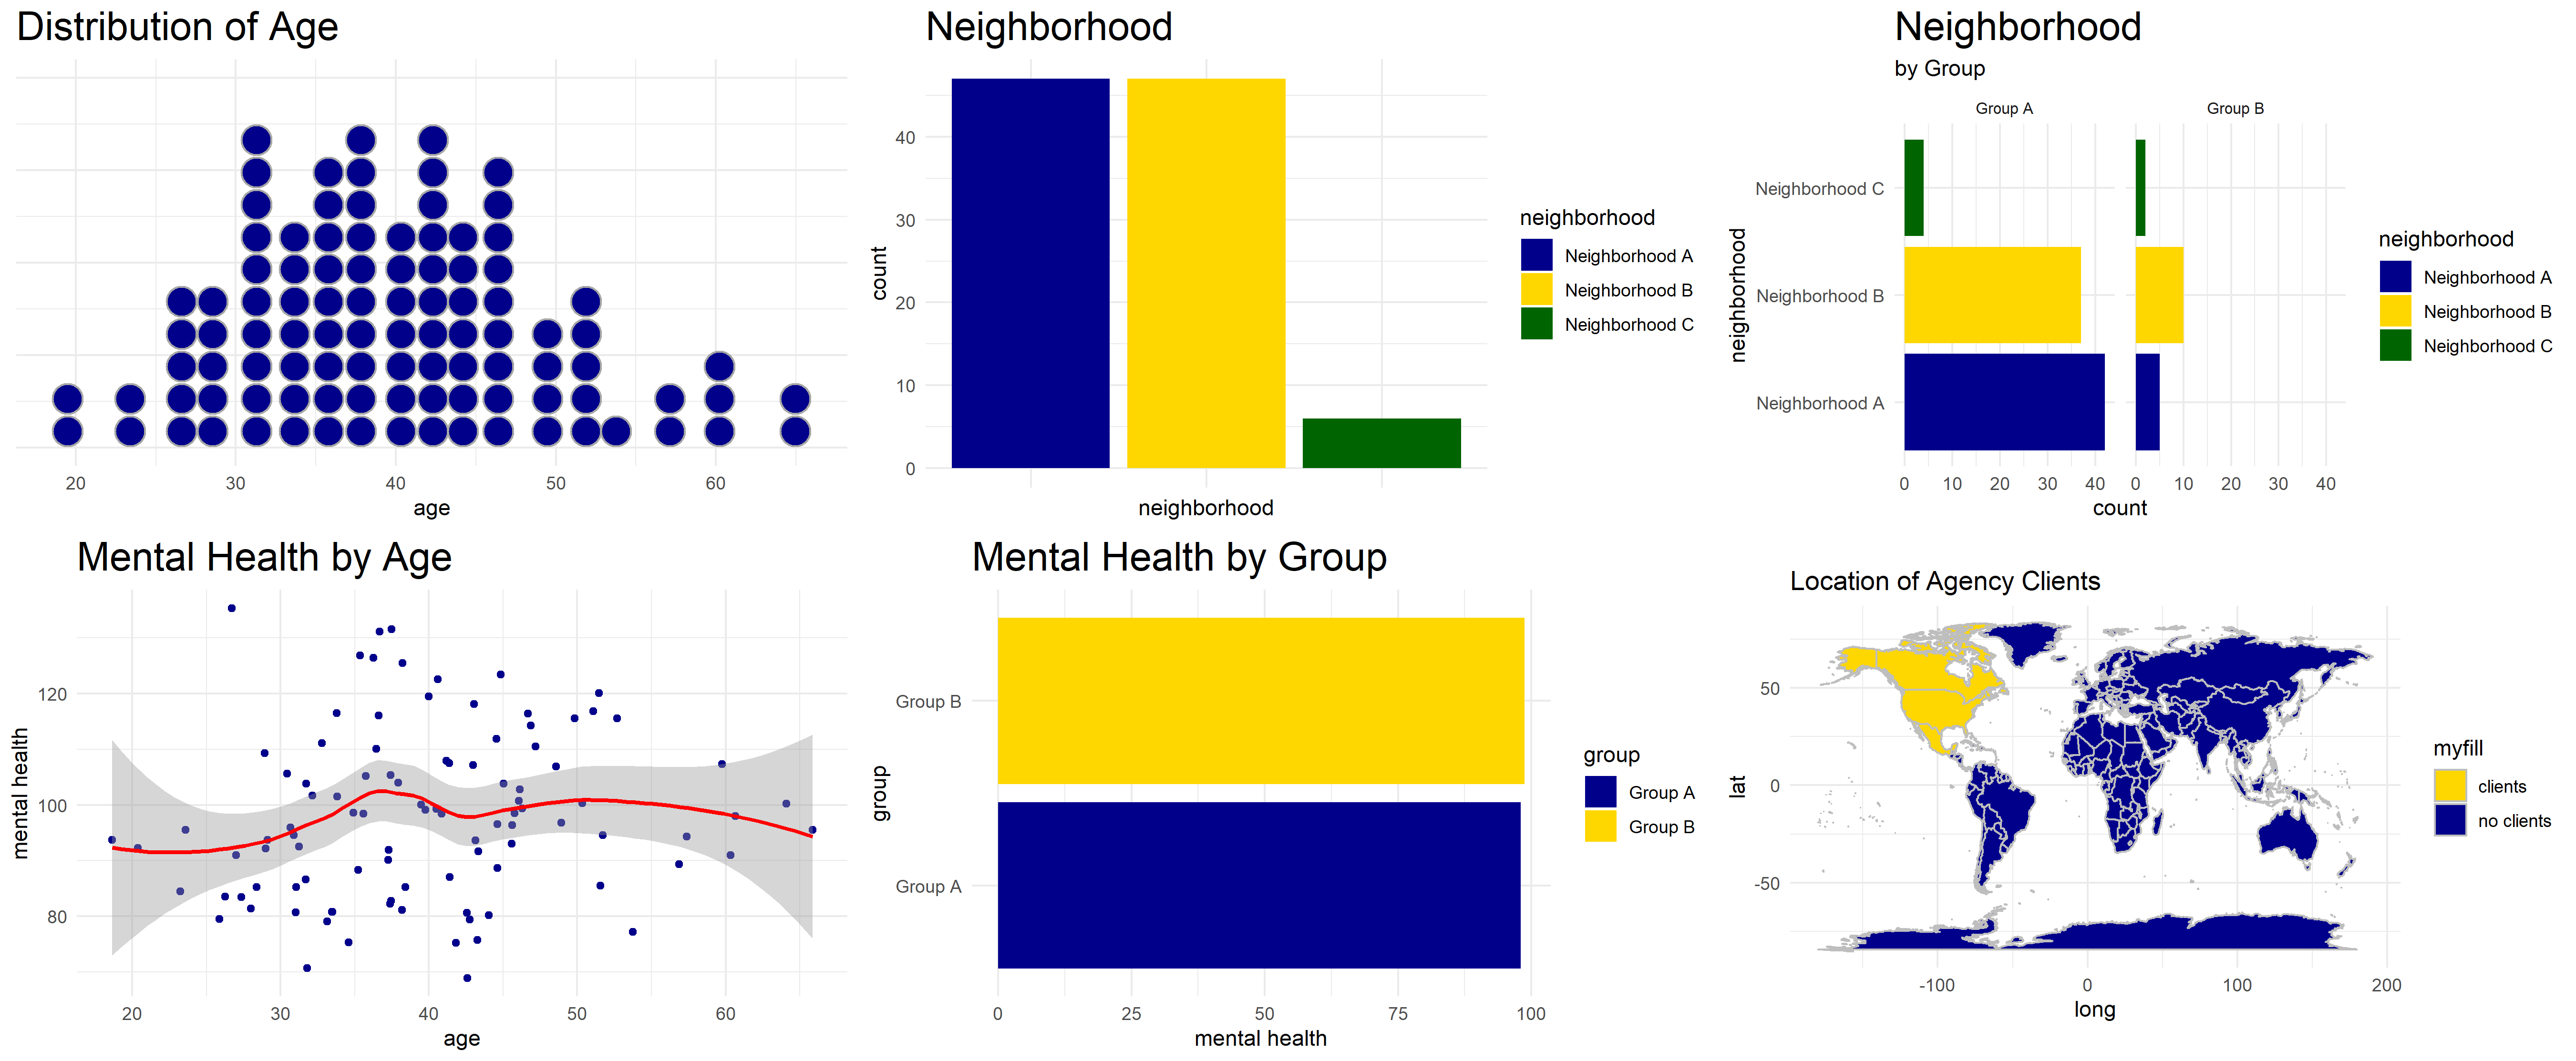 Distribution of Age
20 30 40 50 60
age
Neighborhood
count
40
30
20
10
0
neighborhood
neighborhood
Neighborhood A
Neighborhood B
Neighborhood C
Neighborhood
by Group
Group A Group B
neighborhood
Neighborhood C
Neighborhood B
Neighborhood A
0 10 20 30 40 0 10 20 30 40
count
neighborhood
Neighborhood A
Neighborhood B
Neighborhood C
Mental Health by Age
mental health
120
100
80
20 30 40 50 60
age
Mental Health by Group
group
Group B
Group A
0 25 50 75 100
mental health
group
Group A
Group B
Location of Agency Clients
lat
50
0
-50
-100 0 100 200
long
myfill
clients
no clients